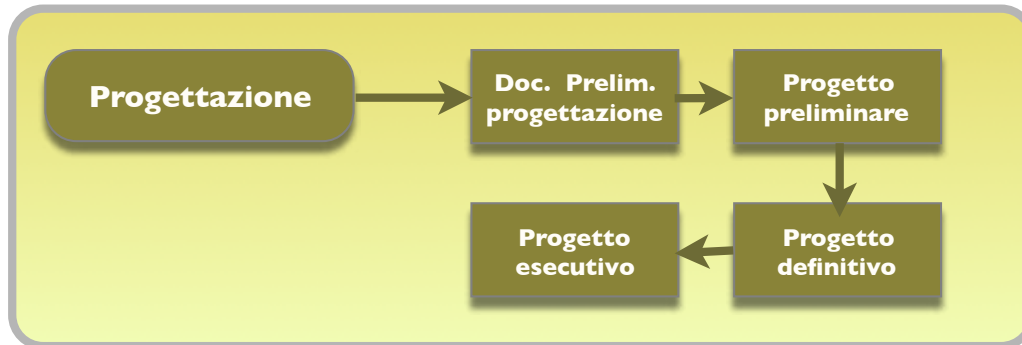 Progettazione
Doc. Prelim.
progettazione
Progetto
preliminare
Progetto
definitivo
Progetto
esecutivo